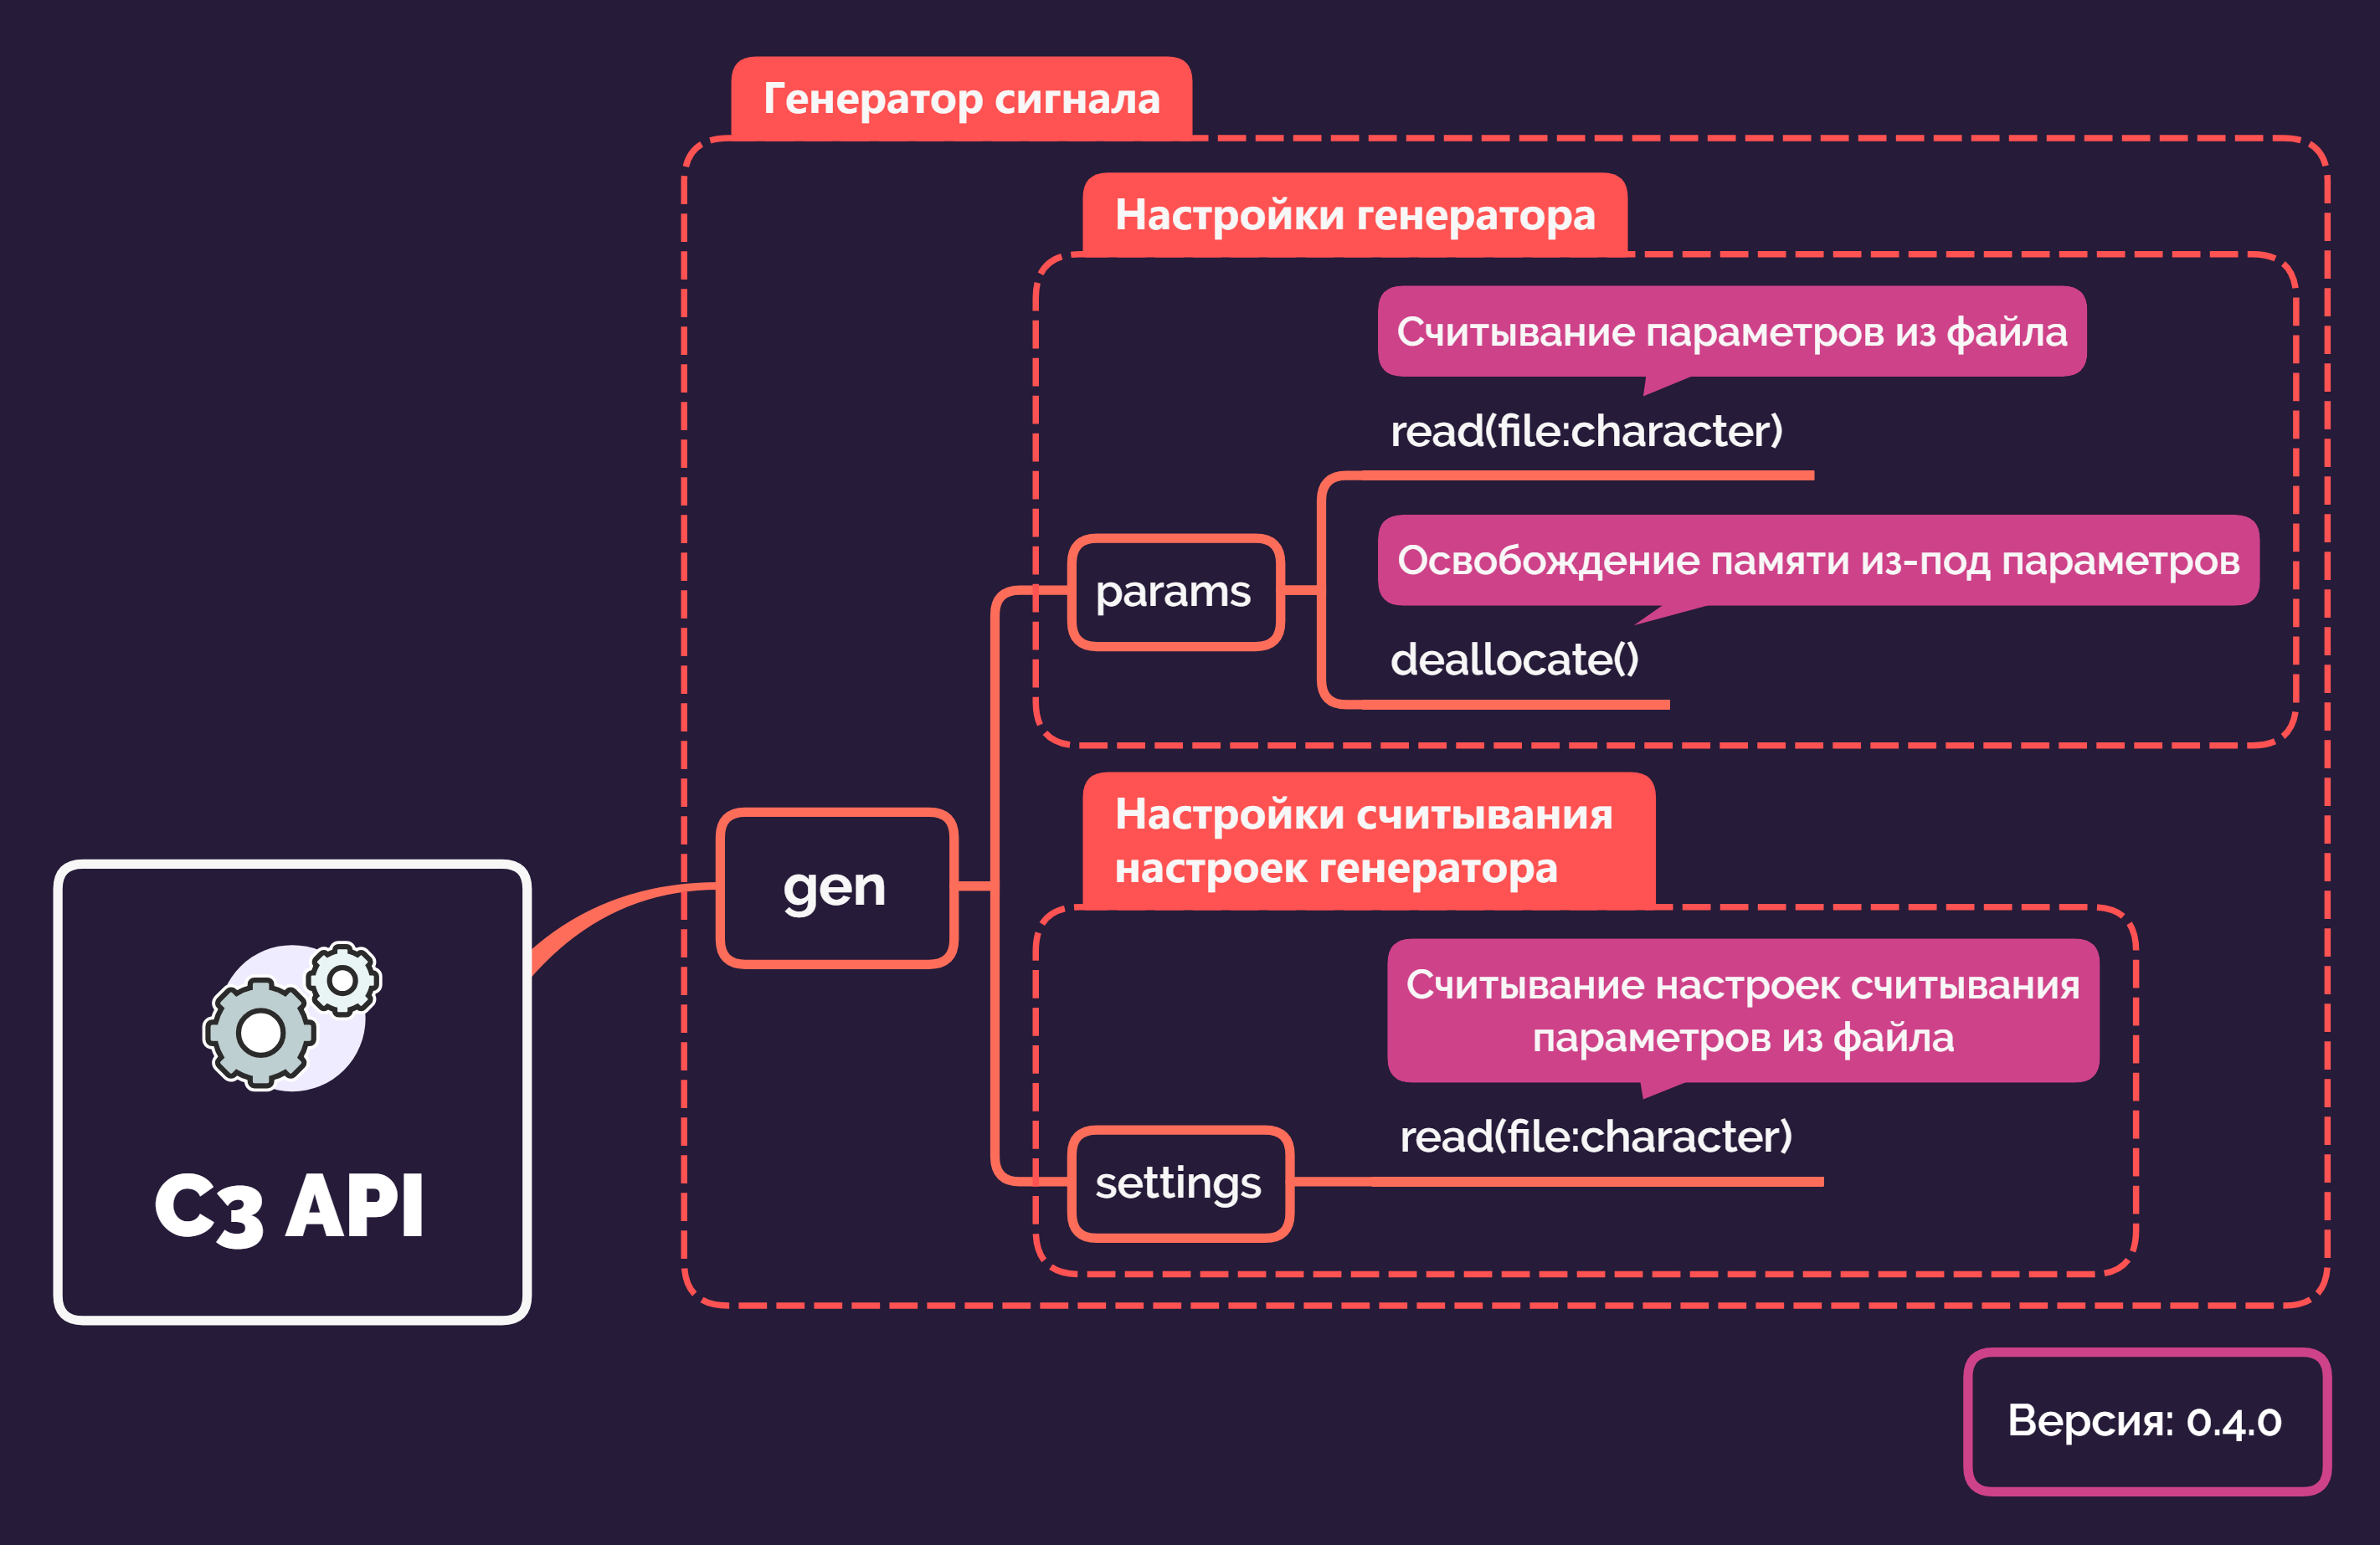 Генератор сигнала
Настройки генератора
Считывание параметров из файла
read(file:character)
Освобождение памяти из-под параметров
params
deallocate()
Настройки считывания
настроек генератора
gen
Считывание настроек считывания
параметров из файла
read(file:character)
settings
C3 API
Версия: 0.4.0